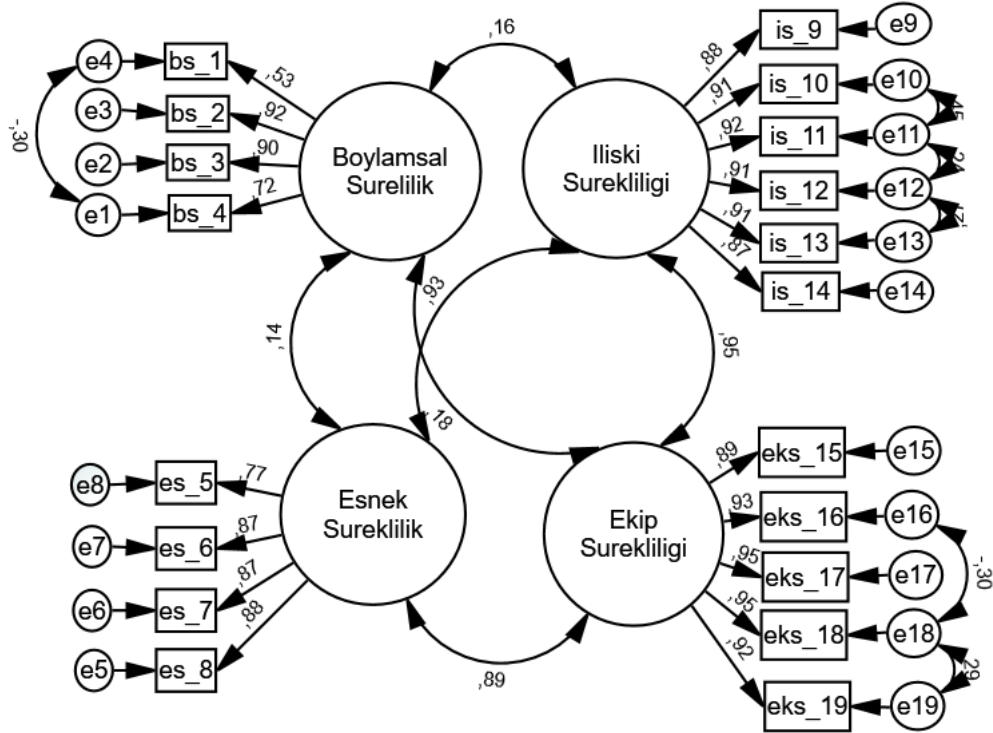 ,16
e4
bs_1
,53
e3
bs_2
,92
e2
bs_3
,90
e1
bs_4
,72
-,30
Boylamsal
Surelilik
Iliski
Surekliligi
,88
is_9
e9
,91
is_10
e10
,92
is_11
e11
,91
is_12
e12
,91
is_13
e13
,87
is_14
e14
,14
,93
,18
,95
e8
es_5
,77
e7
es_6
,87
e6
es_7
,87
e5
es_8
,88
Esnek
Sureklilik
Ekip
Surekliligi
,89
eks_15
e15
,93
eks_16
e16
,95
eks_17
e17
,95
eks_18
e18
,92
eks_19
e19
-,30
,29
,89